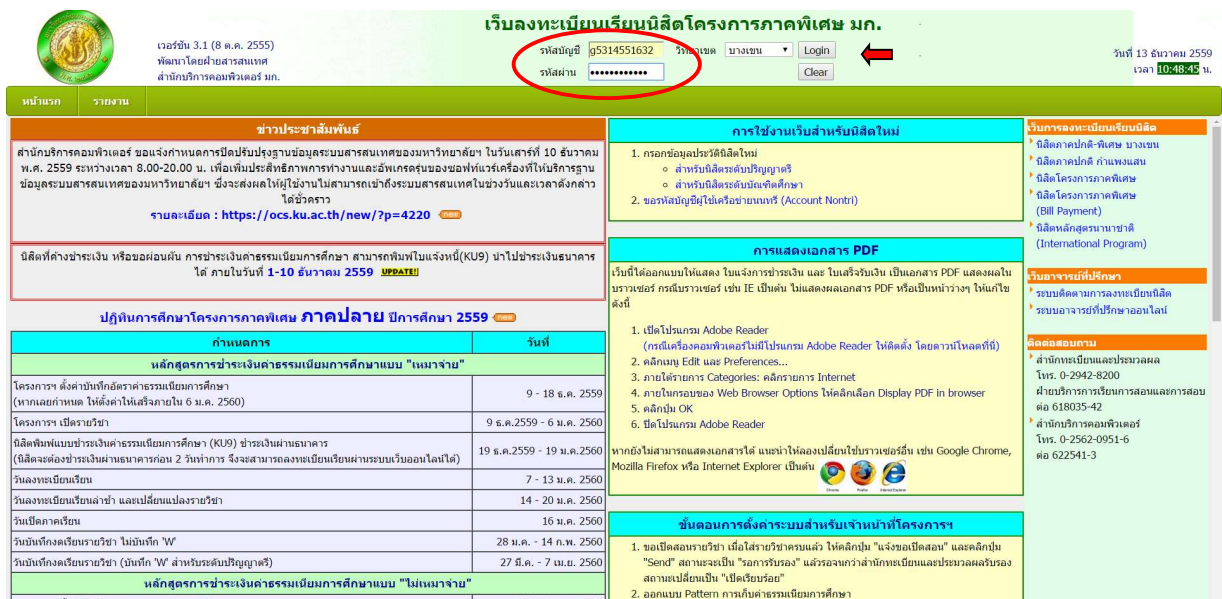 เว็บลงทะเบียนเรียนนิสิตโครงการภาคพิเศษ มก.
เวอร์ชัน 3.1 (8 ต.ค. 2555)
พัฒนาโดยฝ่ายสารสนเทศ
สำนักบริการคอมพิวเตอร์ มก.
รหัสบัญชี g5314551632 วิทยาเขต บางเขน Login
รหัสผ่าน •••••••••••• Clear
วันที่ 13 ธันวาคม 2559
เวลา 10:48:45 น.
หน้าแรก รายงาน
ข่าวประชาสัมพันธ์
สำนักบริการคอมพิวเตอร์ ขอแจ้งกำหนดการปิดปรับปรุงฐานข้อมูลระบบสารสนเทศของมหาวิทยาลัยฯ ในวันเสาร์ที่ 10 ธันวาคม
พ.ศ. 2559 ระหว่างเวลา 8.00-20.00 น. เพื่อเพิ่มประสิทธิภาพการทำงานและอัพเกรดรุ่นของซอฟท์แวร์เครื่องที่ให้บริการฐาน
ข้อมูลระบบสารสนเทศของมหาวิทยาลัยฯ ซึ่งจะส่งผลให้ผู้ใช้งานไม่สามารถเข้าถึงระบบสารสนเทศในช่วงวันและเวลาดังกล่าว
ได้ชั่วคราว
รายละเอียด : https://ocs.ku.ac.th/new/?p=4220 new
นิสิตที่ค้างชำระเงิน หรือขอผ่อนผัน การชำระเงินค่าธรรมเนียมการศึกษา สามารถพิมพ์ใบแจ้งหนี้(KU9) นำไปชำระเงินธนาคาร
ได้ ภายในวันที่ 1-10 ธันวาคม 2559 UPDATE!
ปฏิทินการศึกษาโครงการภาคพิเศษ ภาคปลาย ปีการศึกษา 2559 new
กำหนดการ วันที่
หลักสูตรการชำระเงินค่าธรรมเนียมการศึกษาแบบ "เหมาจ่าย"
โครงการฯ ตั้งค่าบันทึกอัตราค่าธรรมเนียมการศึกษา
(หากเลยกำหนด ให้ตั้งค่าให้เสร็จภายใน 6 ม.ค. 2560) 9 - 18 ธ.ค. 2559
โครงการฯ เปิดรายวิชา 9 ธ.ค.2559 - 6 ม.ค. 2560
นิสิตพิมพ์แบบชำระเงินค่าธรรมเนียมการศึกษา (KU9) ชำระเงินผ่านธนาคาร
(นิสิตจะต้องชำระเงินผ่านธนาคารก่อน 2 วันทำการ จึงจะสามารถลงทะเบียนเรียนผ่านระบบเว็บออนไลน์ได้) 19 ธ.ค.2559 - 19 ม.ค.2560
วันลงทะเบียนเรียน 7 - 13 ม.ค. 2560
วันลงทะเบียนเรียนล่าช้า และเปลี่ยนแปลงรายวิชา 14 - 20 ม.ค. 2560
วันเปิดภาคเรียน 16 ม.ค. 2560
วันบันทึกงดเรียนรายวิชา ไม่บันทึก 'W' 28 ม.ค. - 14 ก.พ. 2560
วันบันทึกงดเรียนรายวิชา (บันทึก 'W' สำหรับระดับปริญญาตรี) 27 มี.ค. - 7 เม.ย. 2560
หลักสูตรการชำระเงินค่าธรรมเนียมการศึกษาแบบ "ไม่เหมาจ่าย"
การใช้งานเว็บสำหรับนิสิตใหม่
1. กรอกข้อมูลประวัตินิสิตใหม่
สำหรับนิสิตระดับปริญญาตรี
สำหรับนิสิตระดับบัณฑิตศึกษา
2. ขอรหัสบัญชีผู้ใช้เครือข่ายนนทรี (Account Nontri)
การแสดงเอกสาร PDF
เว็บนี้ได้ออกแบบให้แสดง ใบแจ้งการชำระเงิน และ ใบเสร็จรับเงิน เป็นเอกสาร PDF แสดงผลใน
บราวเซอร์ กรณีบราวเซอร์ เช่น IE เป็นต้น ไม่แสดงผลเอกสาร PDF หรือเป็นหน้าว่างๆ ให้แก้ไข
ดังนี้
1. เปิดโปรแกรม Adobe Reader
(กรณีเครื่องคอมพิวเตอร์ไม่มีโปรแกรม Adobe Reader ให้ติดตั้ง โดยดาวน์โหลดที่นี่)
2. คลิกเมนู Edit และ Preferences...
3. ภายใต้รายการ Categories: คลิกรายการ Internet
4. ภายในกรอบของ Web Browser Options ให้คลิกเลือก Display PDF in browser
5. คลิกปุ่ม OK
6. ปิดโปรแกรม Adobe Reader
หากยังไม่สามารถแสดงเอกสารได้ แนะนำให้ลองเปลี่ยนใช้บราวเซอร์อื่น เช่น Google Chrome,
Mozilla Firefox หรือ Internet Explorer เป็นต้น
Chrome Firefox Internet Explorer
ขั้นตอนการตั้งค่าระบบสำหรับเจ้าหน้าที่โครงการฯ
1. ขอเปิดสอนรายวิชา เมื่อใส่รายวิชาครบแล้ว ให้คลิกปุ่ม "แจ้งขอเปิดสอน" และคลิกปุ่ม
"Send" สถานะจะเป็น "รอการรับรอง" แล้วรอจนกว่าสำนักทะเบียนและประมวลผลรับรอง
สถานะเปลี่ยนเป็น "เปิดเรียบร้อย"
2. ออกแบบ Pattern การเก็บค่าธรรมเนียมการศึกษา
เว็บการลงทะเบียนเรียนนิสิต
นิสิตภาคปกติ-พิเศษ บางเขน
นิสิตภาคปกติ กำแพงแสน
นิสิตโครงการภาคพิเศษ
นิสิตโครงการภาคพิเศษ
(Bill Payment)
นิสิตหลักสูตรนานาชาติ
(International Program)
เว็บอาจารย์ที่ปรึกษา
ระบบติดตามการลงทะเบียนนิสิต
ระบบอาจารย์ที่ปรึกษาออนไลน์
ติดต่อสอบถาม
สำนักทะเบียนและประมวลผล
โทร. 0-2942-8200
ฝ่ายบริการการเรียนการสอนและการสอบ
ต่อ 618035-42
สำนักบริการคอมพิวเตอร์
โทร. 0-2562-0951-6
ต่อ 622541-3